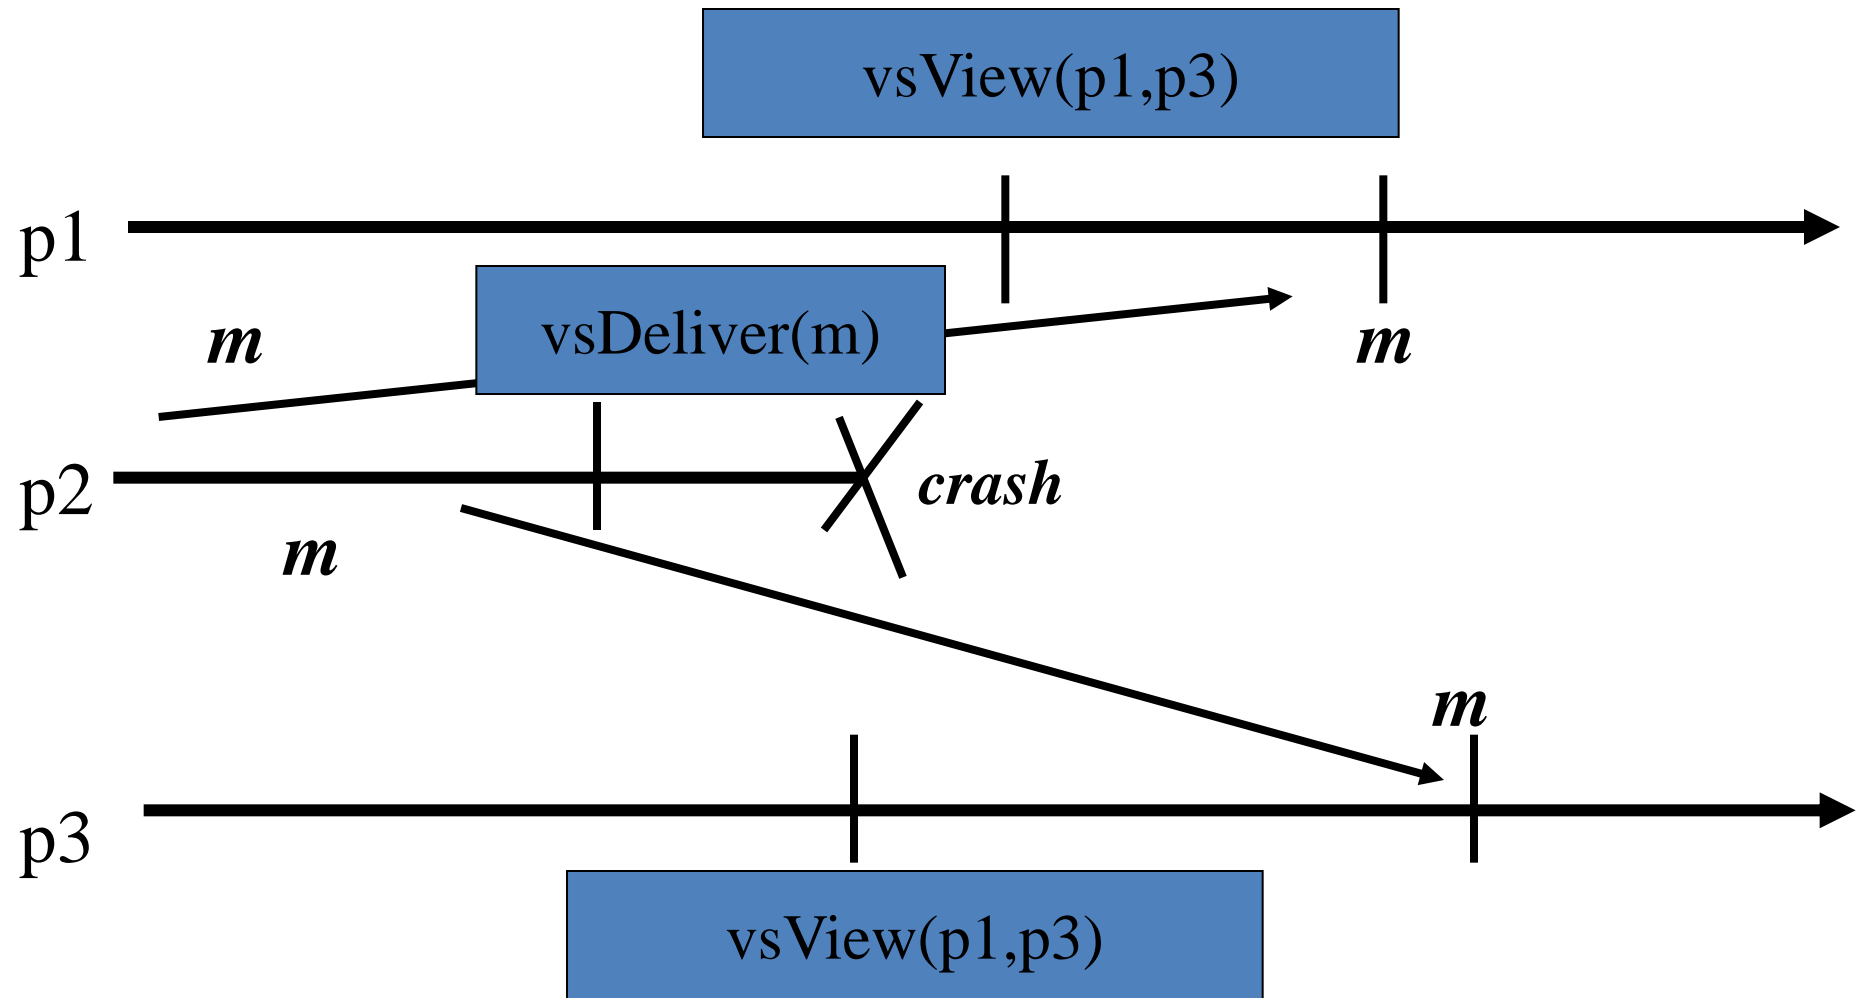 vsView(p1,p3)
p1
m
vsDeliver(m)
m
p2
crash
m
m
p3
vsView(p1,p3)